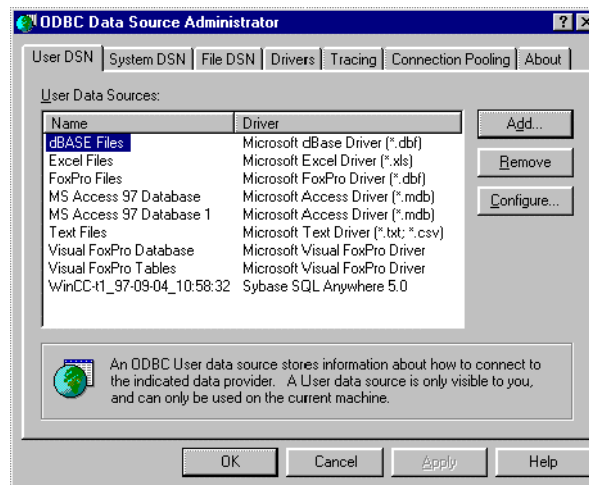 ODBC Data Source Administrator
User DSN System DSN File DSN Drivers Tracing Connection Pooling About
User Data Sources:
Name Driver
dBASE Files Microsoft dBase Driver (*.dbf)
Excel Files Microsoft Excel Driver (*.xls)
FoxPro Files Microsoft FoxPro Driver (*.dbf)
MS Access 97 Database Microsoft Access Driver (*.mdb)
MS Access 97 Database 1 Microsoft Access Driver (*.mdb)
Text Files Microsoft Text Driver (*.txt; *.csv)
Visual FoxPro Database Microsoft Visual FoxPro Driver
Visual FoxPro Tables Microsoft Visual FoxPro Driver
WinCC-t1_97-09-04_10:58:32 Sybase SQL Anywhere 5.0
Add...
Remove
Configure...
An ODBC User data source stores information about how to connect to
the indicated data provider. A User data source is only visible to you,
and can only be used on the current machine.
OK Cancel Apply Help